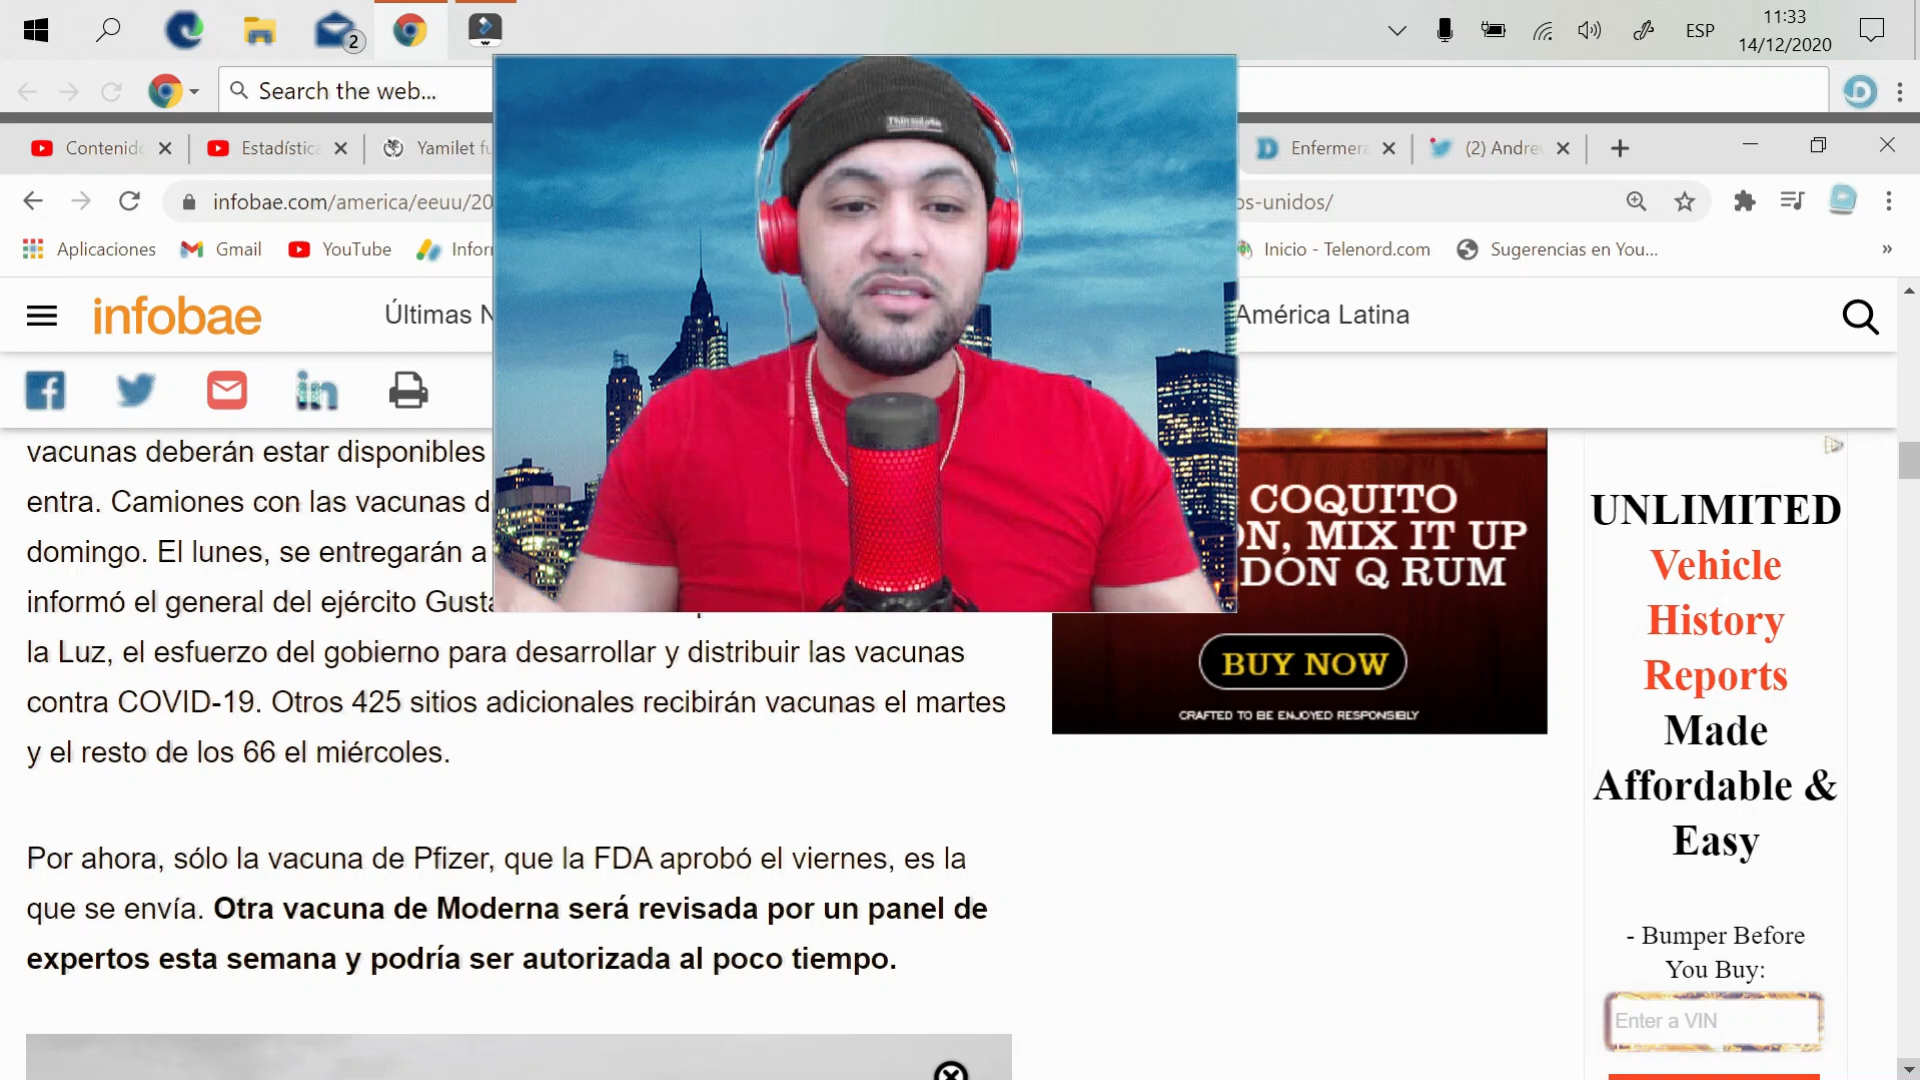 2
ESP
11:33
14/12/2020
Search the web...
Contenid
Estadística
Yamilet fu
Enfermera
(2) Andre
infobae.com/america/eeuu/20
os-unidos/
Aplicaciones
Gmail
YouTube
Inform
Inicio - Telenord.com
Sugerencias en You...
»
infobae
Últimas N
América Latina
vacunas deberán estar disponibles
entra. Camiones con las vacunas d
domingo. El lunes, se entregarán a
informó el general del ejército Gusta
la Luz, el esfuerzo del gobierno para desarrollar y distribuir las vacunas
contra COVID-19. Otros 425 sitios adicionales recibirán vacunas el martes
y el resto de los 66 el miércoles.
Por ahora, sólo la vacuna de Pfizer, que la FDA aprobó el viernes, es la
que se envía. Otra vacuna de Moderna será revisada por un panel de
expertos esta semana y podría ser autorizada al poco tiempo.
COQUITO
ON, MIX IT UP
DON Q RUM
BUY NOW
CRAFTED TO BE ENJOYED RESPONSIBLY
UNLIMITED
Vehicle
History
Reports
Made
Affordable &
Easy
- Bumper Before
You Buy:
Enter a VIN